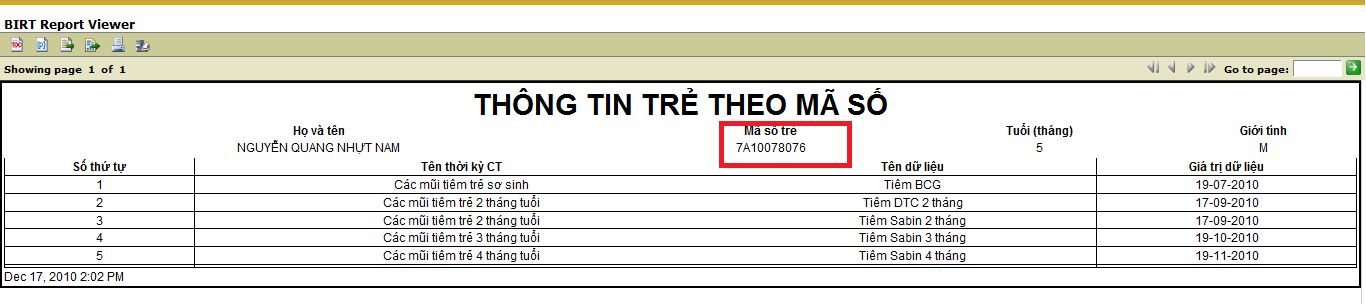 BIRT Report Viewer
TOC
Showing page 1 of 1 Go to page:
THÔNG TIN TRẺ THEO MÃ SỐ
Họ và tên Mã số trẻ Tuổi (tháng) Giới tính
NGUYỄN QUANG NHỰT NAM 7A10078076 5 M
Số thứ tự Tên thời kỳ CT Tên dữ liệu Giá trị dữ liệu
1 Các mũi tiêm trẻ sơ sinh Tiêm BCG 19-07-2010
2 Các mũi tiêm trẻ 2 tháng tuổi Tiêm DTC 2 tháng 17-09-2010
3 Các mũi tiêm trẻ 2 tháng tuổi Tiêm Sabin 2 tháng 17-09-2010
4 Các mũi tiêm trẻ 3 tháng tuổi Tiêm Sabin 3 tháng 19-10-2010
5 Các mũi tiêm trẻ 4 tháng tuổi Tiêm Sabin 4 tháng 19-11-2010
Dec 17, 2010 2:02 PM